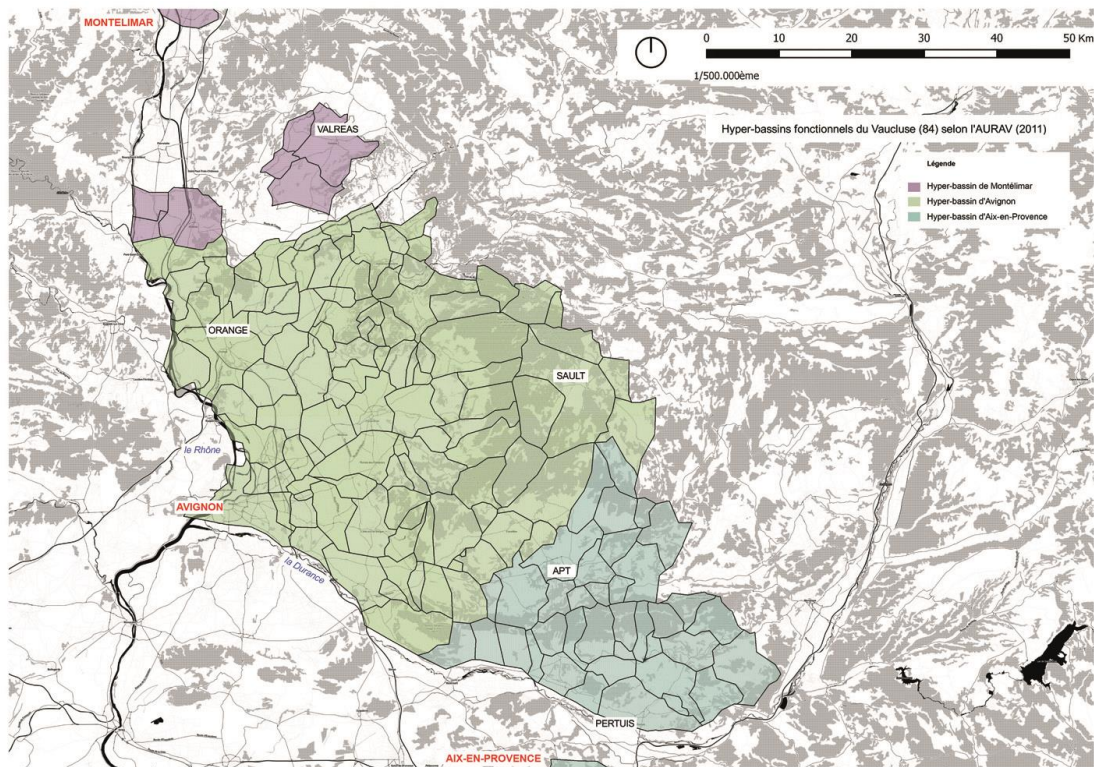 MONTELIMAR
0 10 20 30 40 50 Km
1/500.000ème
Hyper-bassins fonctionnels du Vaucluse (84) selon l'AURAV (2011)
Légende
Hyper-bassin de Montélimar
Hyper-bassin d'Avignon
Hyper-bassin d'Aix-en-Provence
VALREAS
ORANGE
SAULT
le Rhône
AVIGNON
la Durance
APT
PERTUIS
AIX-EN-PROVENCE